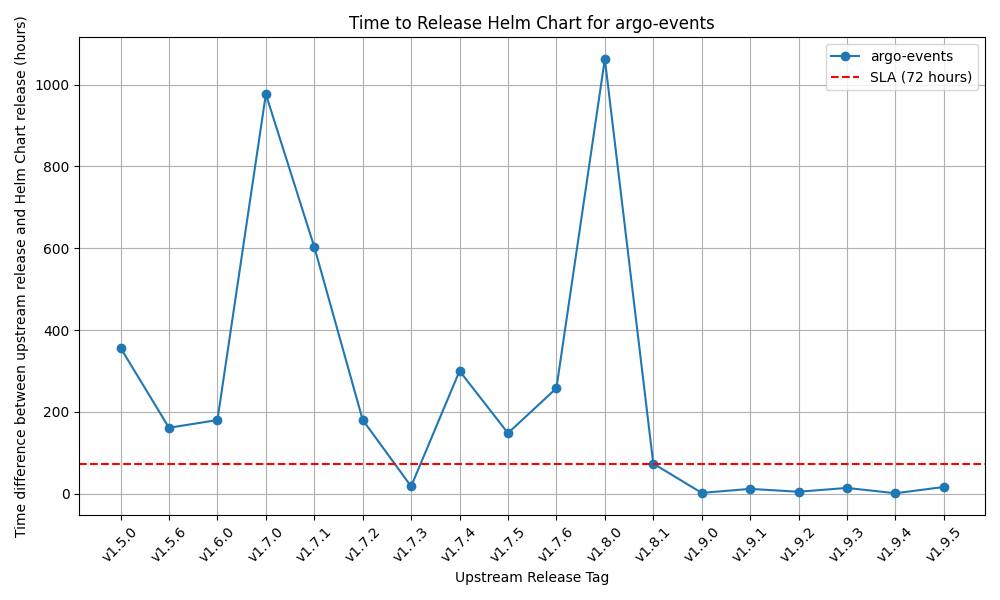 Time to Release Helm Chart for argo-events
argo-events
SLA (72 hours)
Time difference between upstream release and Helm Chart release (hours)
1000
800
600
400
200
0
v1.5.0
v1.5.6
v1.6.0
v1.7.0
v1.7.1
v1.7.2
v1.7.3
v1.7.4
v1.7.5
v1.7.6
v1.8.0
v1.8.1
v1.9.0
v1.9.1
v1.9.2
v1.9.3
v1.9.4
v1.9.5
Upstream Release Tag